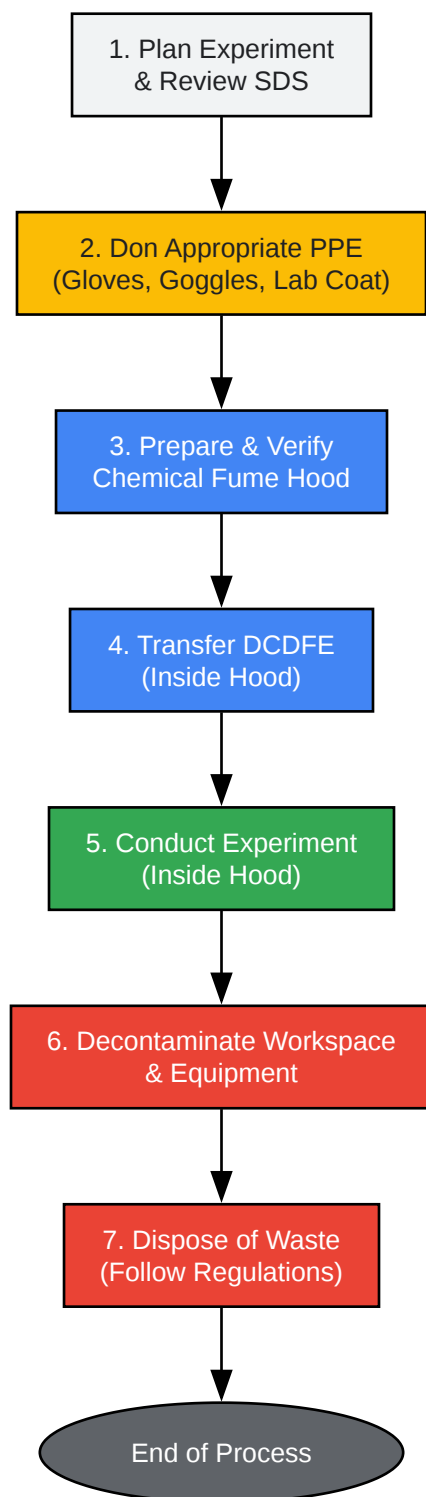 1. Plan Experiment
& Review SDS
2. Don Appropriate PPE
(Gloves, Goggles, Lab Coat)
3. Prepare & Verify
Chemical Fume Hood
4. Transfer DCDFE
(Inside Hood)
5. Conduct Experiment
(Inside Hood)
6. Decontaminate Workspace
& Equipment
7. Dispose of Waste
(Follow Regulations)
End of Process